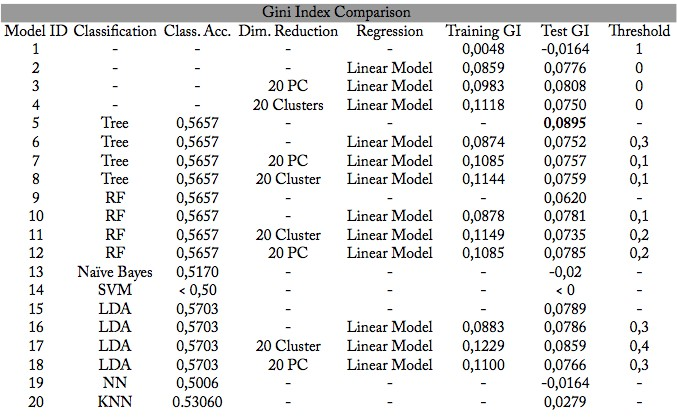 Gini Index Comparison
Model ID Classification Class. Acc. Dim. Reduction Regression Training GI Test GI Threshold
1 - - - - 0,0048 -0,0164 1
2 - - - Linear Model 0,0859 0,0776 0
3 - - 20 PC Linear Model 0,0983 0,0808 0
4 - - 20 Clusters Linear Model 0,1118 0,0750 0
5 Tree 0,5657 - - - 0,0895 -
6 Tree 0,5657 - Linear Model 0,0874 0,0752 0,3
7 Tree 0,5657 20 PC Linear Model 0,1085 0,0757 0,1
8 Tree 0,5657 20 Cluster Linear Model 0,1144 0,0759 0,1
9 RF 0,5657 - - - 0,0620 -
10 RF 0,5657 - Linear Model 0,0878 0,0781 0,1
11 RF 0,5657 20 Cluster Linear Model 0,1149 0,0735 0,2
12 RF 0,5657 20 PC Linear Model 0,1085 0,0785 0,2
13 Naïve Bayes 0,5170 - - - -0,02 -
14 SVM < 0,50 - - - < 0 -
15 LDA 0,5703 - - - 0,0789 -
16 LDA 0,5703 - Linear Model 0,0883 0,0786 0,3
17 LDA 0,5703 20 Cluster Linear Model 0,1229 0,0859 0,4
18 LDA 0,5703 20 PC Linear Model 0,1100 0,0766 0,3
19 NN 0,5006 - - - -0,0164 -
20 KNN 0.53060 - - - 0,0279 -